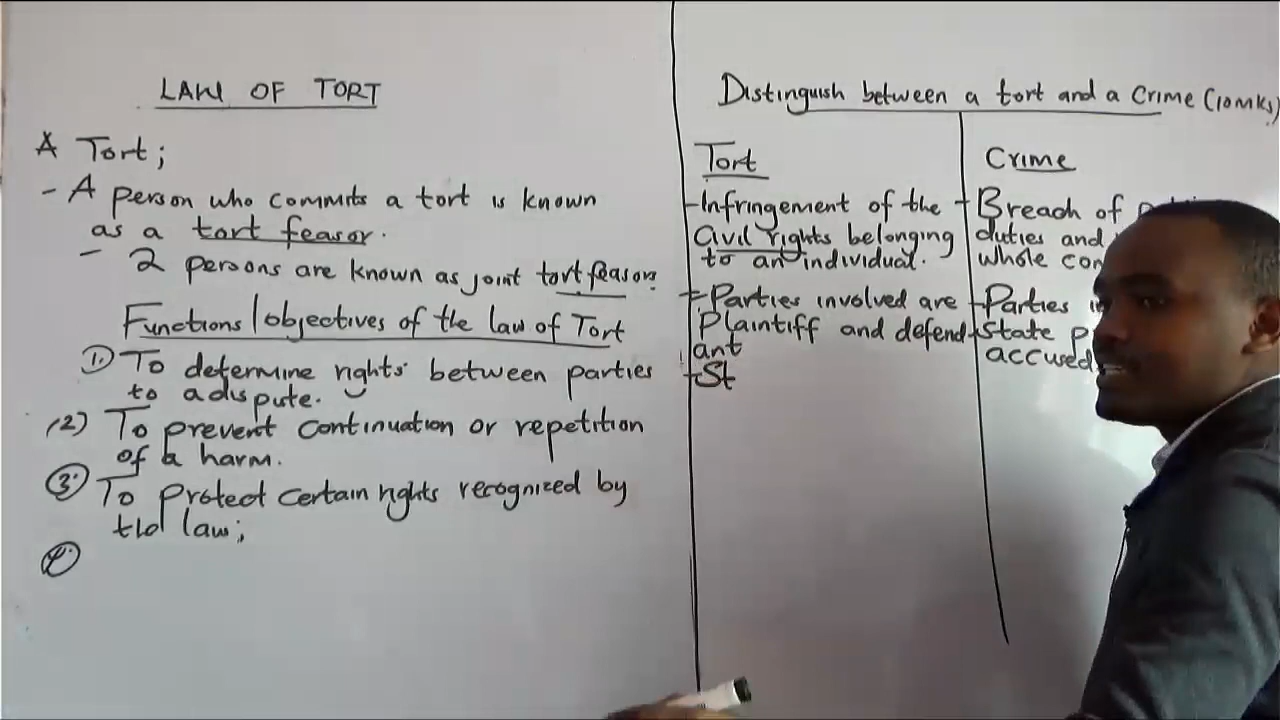 LAW OF TORT
A Tort;
- A person who commits a tort is known
as a tort feasor.
- 2 persons are known as joint tort feasors
Functions/objectives of the law of Tort
1. To determine rights between parties
to a dispute.
(2) To prevent continuation or repetition
of a harm.
3. To protect certain rights recognized by
the law;
4.
Distinguish between a tort and a Crime (10mks)
Tort
- Infringement of the
civil rights belonging
to an individual.
- Parties involved are
Plaintiff and defend
ant
- St
Crime
- Breach of
duties and
whole
- Parties
State
accused